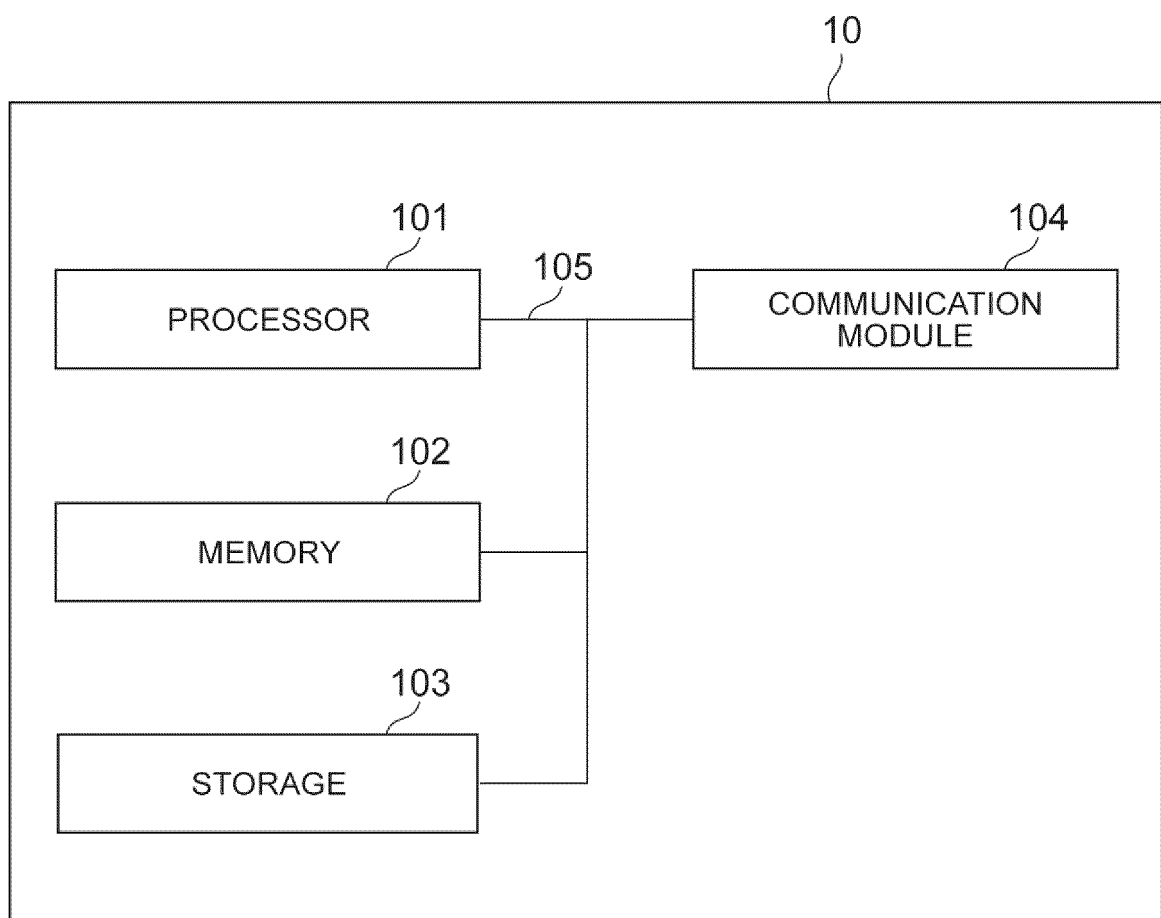 10
101
104
105
PROCESSOR
COMMUNICATION
MODULE
102
MEMORY
103
STORAGE